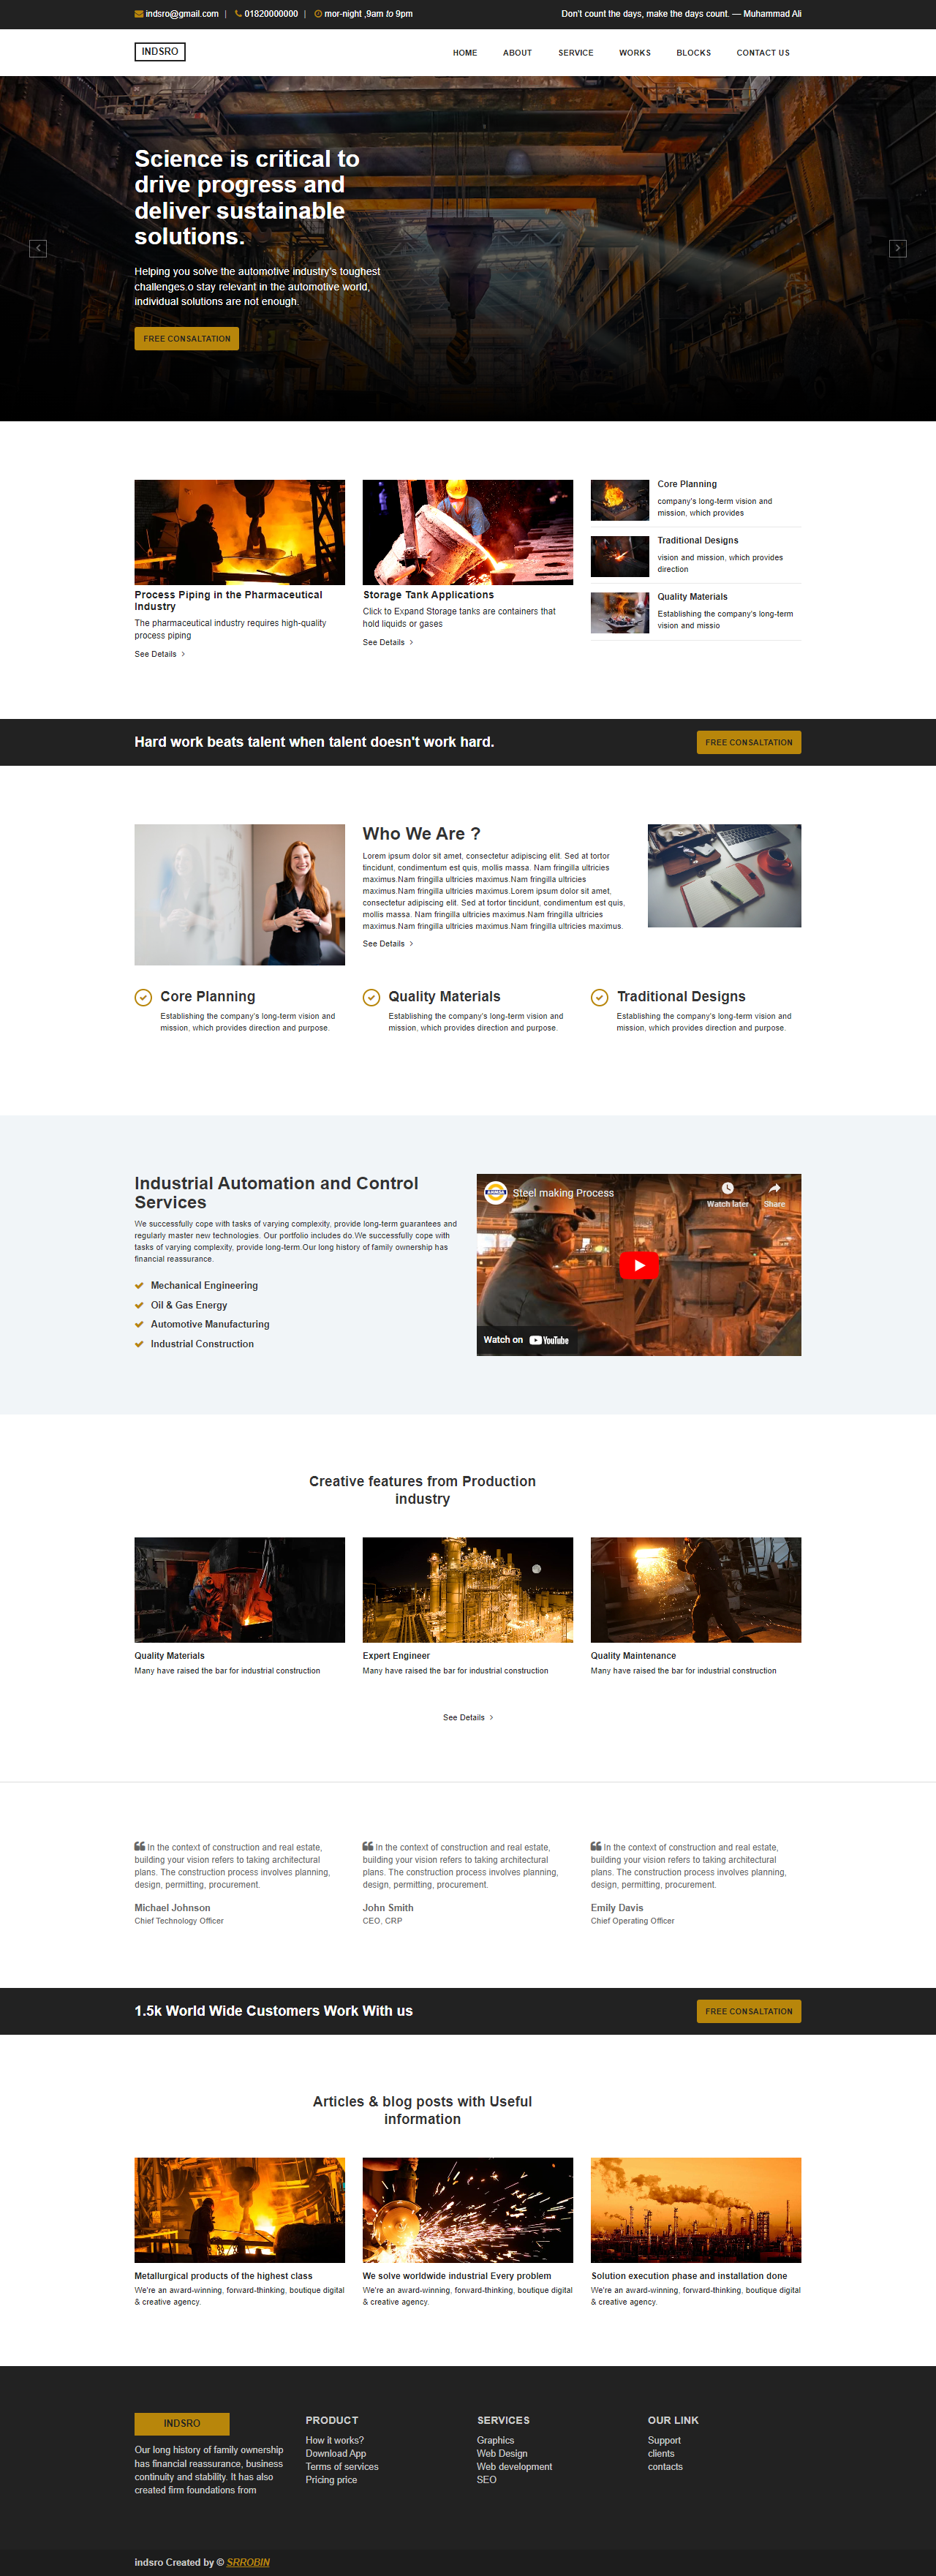 indsro@gmail.com | 01820000000 | mor-night ,9am to 9pm
Don't count the days, make the days count. — Muhammad Ali
INDSRO
HOME ABOUT SERVICE WORKS BLOCKS CONTACT US
Science is critical to
drive progress and
deliver sustainable
solutions.
Helping you solve the automotive industry's toughest
challenges.o stay relevant in the automotive world,
individual solutions are not enough.
FREE CONSALTATION
Process Piping in the Pharmaceutical
Industry
The pharmaceutical industry requires high-quality
process piping
See Details
Storage Tank Applications
Click to Expand Storage tanks are containers that
hold liquids or gases
See Details
Core Planning
company's long-term vision and
mission, which provides
Traditional Designs
vision and mission, which provides
direction
Quality Materials
Establishing the company's long-term
vision and missio
Hard work beats talent when talent doesn't work hard.
FREE CONSALTATION
Who We Are ?
Lorem ipsum dolor sit amet, consectetur adipiscing elit. Sed at tortor
tincidunt, condimentum est quis, mollis massa. Nam fringilla ultricies
maximus.Nam fringilla ultricies maximus.Nam fringilla ultricies
maximus.Nam fringilla ultricies maximus.Lorem ipsum dolor sit amet,
consectetur adipiscing elit. Sed at tortor tincidunt, condimentum est quis,
mollis massa. Nam fringilla ultricies maximus.Nam fringilla ultricies
maximus.Nam fringilla ultricies maximus.Nam fringilla ultricies maximus.
See Details
Core Planning
Establishing the company's long-term vision and
mission, which provides direction and purpose.
Quality Materials
Establishing the company's long-term vision and
mission, which provides direction and purpose.
Traditional Designs
Establishing the company's long-term vision and
mission, which provides direction and purpose.
Industrial Automation and Control
Services
We successfully cope with tasks of varying complexity, provide long-term guarantees and
regularly master new technologies. Our portfolio includes do.We successfully cope with
tasks of varying complexity, provide long-term.Our long history of family ownership has
financial reassurance.
Mechanical Engineering
Oil & Gas Energy
Automotive Manufacturing
Industrial Construction
Steel making Process
Watch later
Share
Watch on YouTube
Creative features from Production
industry
Quality Materials
Many have raised the bar for industrial construction
Expert Engineer
Many have raised the bar for industrial construction
Quality Maintenance
Many have raised the bar for industrial construction
See Details
In the context of construction and real estate,
building your vision refers to taking architectural
plans. The construction process involves planning,
design, permitting, procurement.
Michael Johnson
Chief Technology Officer
In the context of construction and real estate,
building your vision refers to taking architectural
plans. The construction process involves planning,
design, permitting, procurement.
John Smith
CEO, CRP
In the context of construction and real estate,
building your vision refers to taking architectural
plans. The construction process involves planning,
design, permitting, procurement.
Emily Davis
Chief Operating Officer
1.5k World Wide Customers Work With us
FREE CONSALTATION
Articles & blog posts with Useful
information
Metallurgical products of the highest class
We're an award-winning, forward-thinking, boutique digital
& creative agency.
We solve worldwide industrial Every problem
We're an award-winning, forward-thinking, boutique digital
& creative agency.
Solution execution phase and installation done
We're an award-winning, forward-thinking, boutique digital
& creative agency.
INDSRO
Our long history of family ownership
has financial reassurance, business
continuity and stability. It has also
created firm foundations from
PRODUCT
How it works?
Download App
Terms of services
Pricing price
SERVICES
Graphics
Web Design
Web development
SEO
OUR LINK
Support
clients
contacts
indsro Created by © SRROBIN